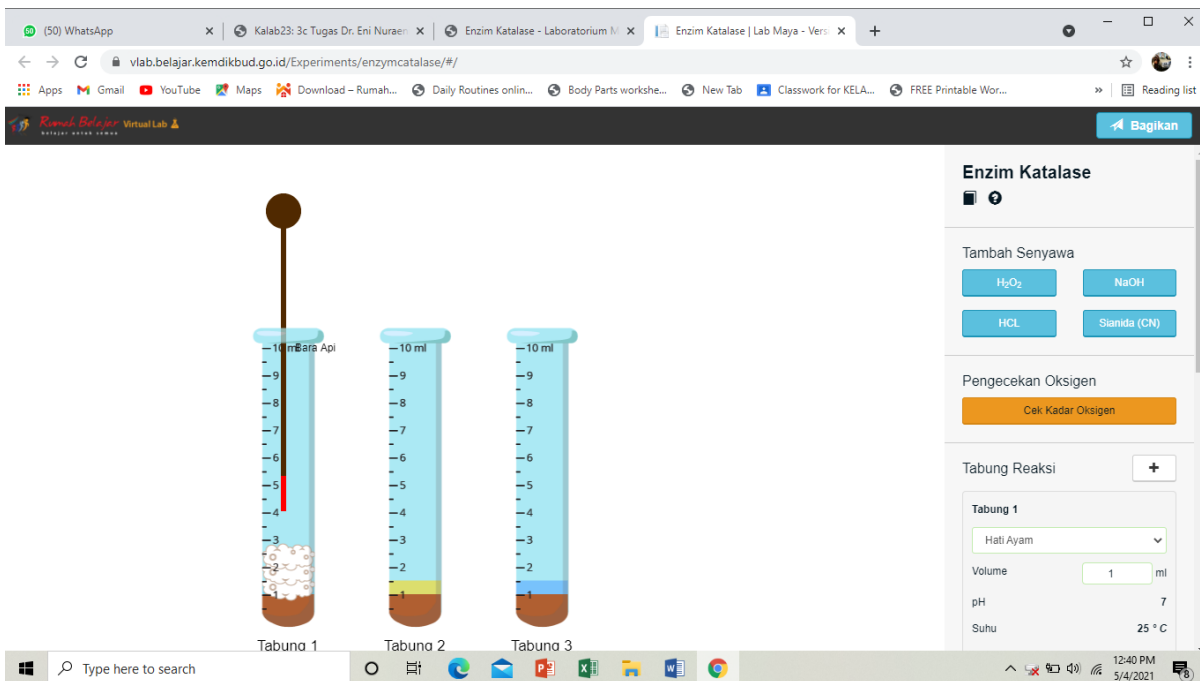 (50) WhatsApp
Kalab23: 3c Tugas Dr. Eni Nuraen
Enzim Katalase - Laboratorium M
Enzim Katalase | Lab Maya - Vers
vlab.belajar.kemdikbud.go.id/Experiments/enzymcatalase/#/
Apps Gmail YouTube Maps Download – Rumah... Daily Routines onlin... Body Parts workshe... New Tab Classwork for KELA... FREE Printable Wor... » Reading list
Rumah Belajar Virtual Lab
belajar untuk semua
Bagikan
Enzim Katalase
Tambah Senyawa
H₂O₂ NaOH
HCL Sianida (CN)
Pengecekan Oksigen
Cek Kadar Oksigen
Tabung Reaksi +
Tabung 1
Hati Ayam
Volume 1 ml
pH 7
Suhu 25 ° C
10 ml Bara Api
9
8
7
6
5
4
3
2
1
Tabung 1
10 ml
9
8
7
6
5
4
3
2
1
Tabung 2
10 ml
9
8
7
6
5
4
3
2
1
Tabung 3
Type here to search
12:40 PM
5/4/2021
8